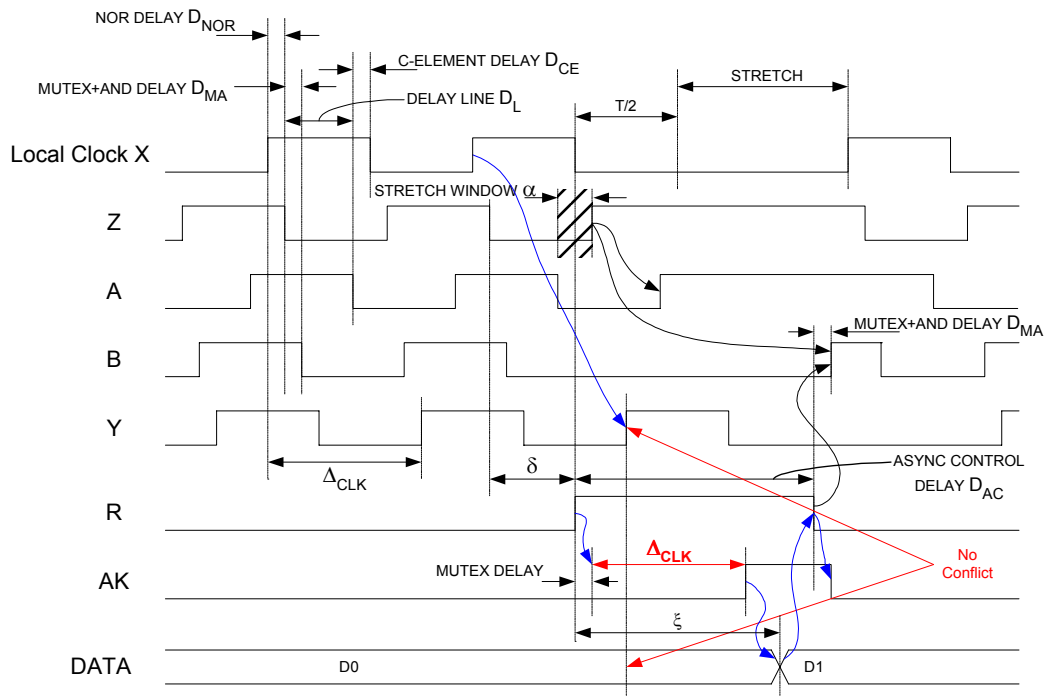 NOR DELAY DNOR
C-ELEMENT DELAY DCE
MUTEX+AND DELAY DMA
DELAY LINE DL
STRETCH
T/2
Local Clock X
STRETCH WINDOW α
Z
A
MUTEX+AND DELAY DMA
B
Y
ΔCLK
δ
ASYNC CONTROL
DELAY DAC
R
ΔCLK
No
Conflict
MUTEX DELAY
AK
ξ
DATA
D0
D1